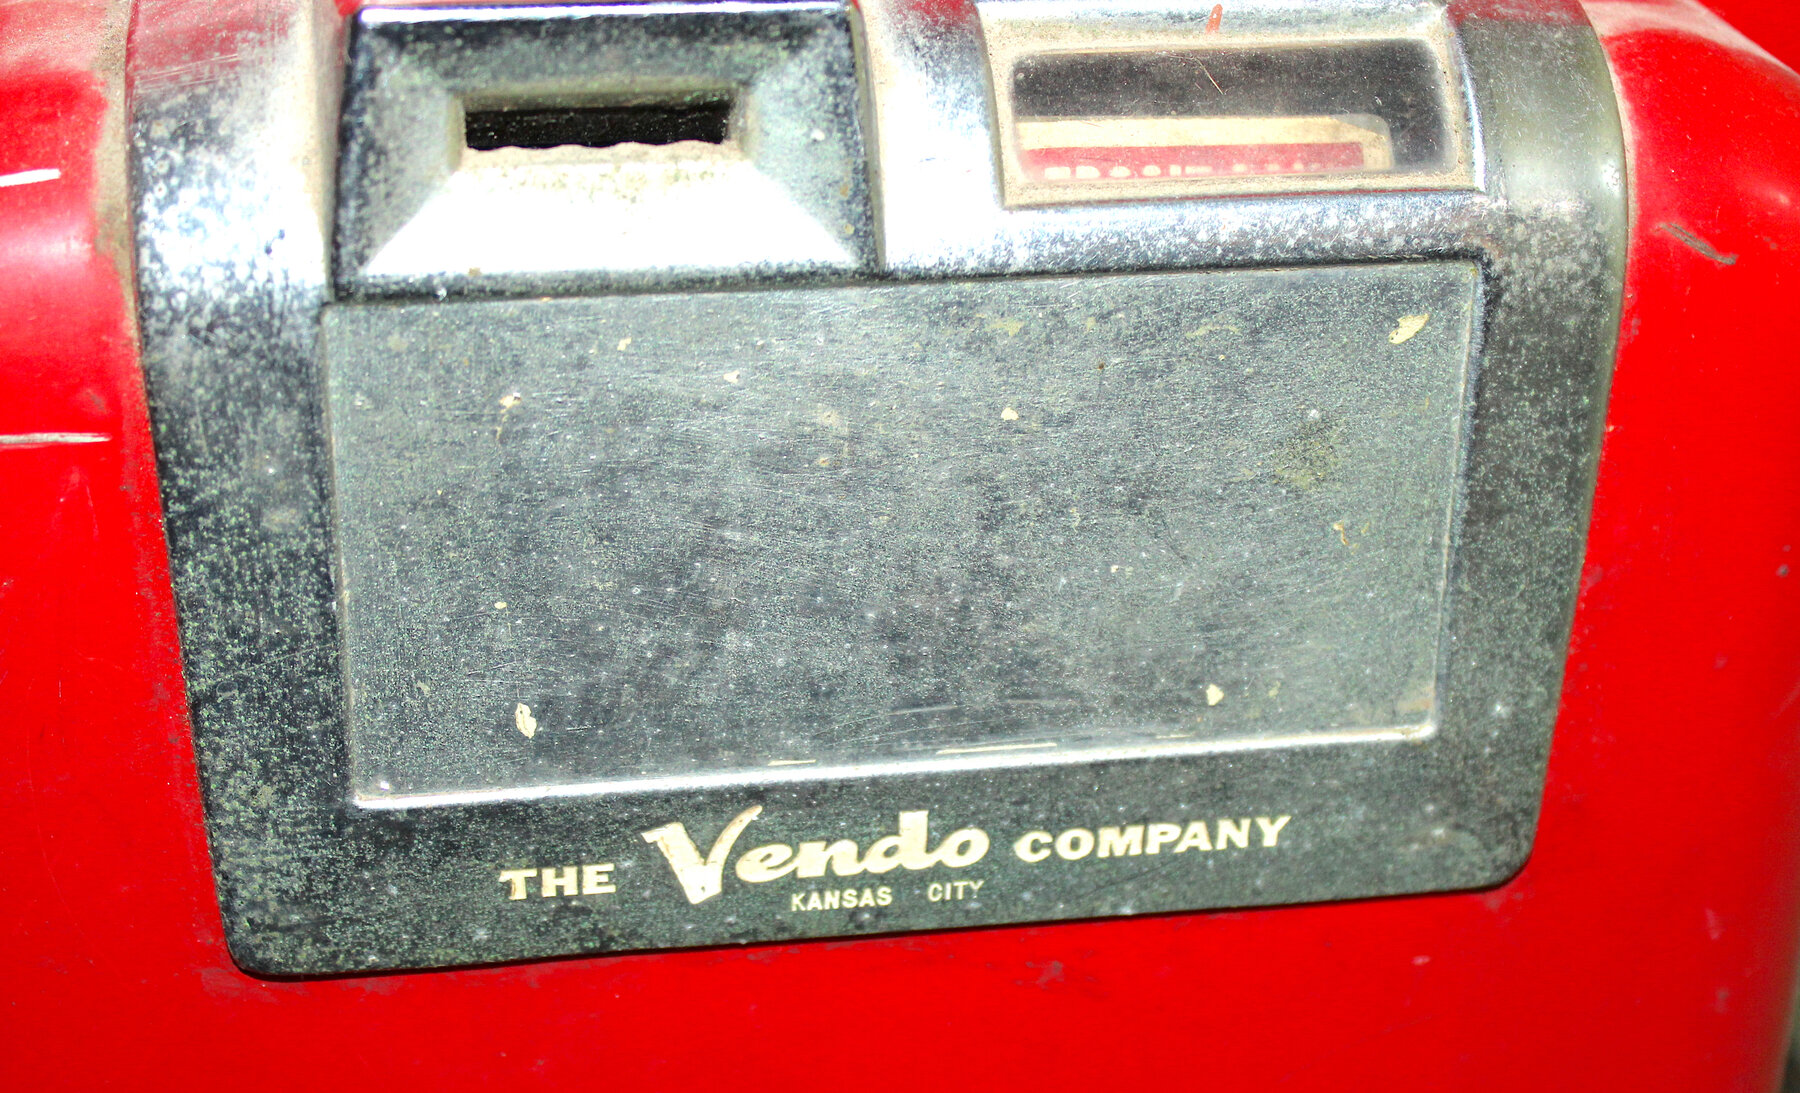 THE Vendo COMPANY
KANSAS CITY